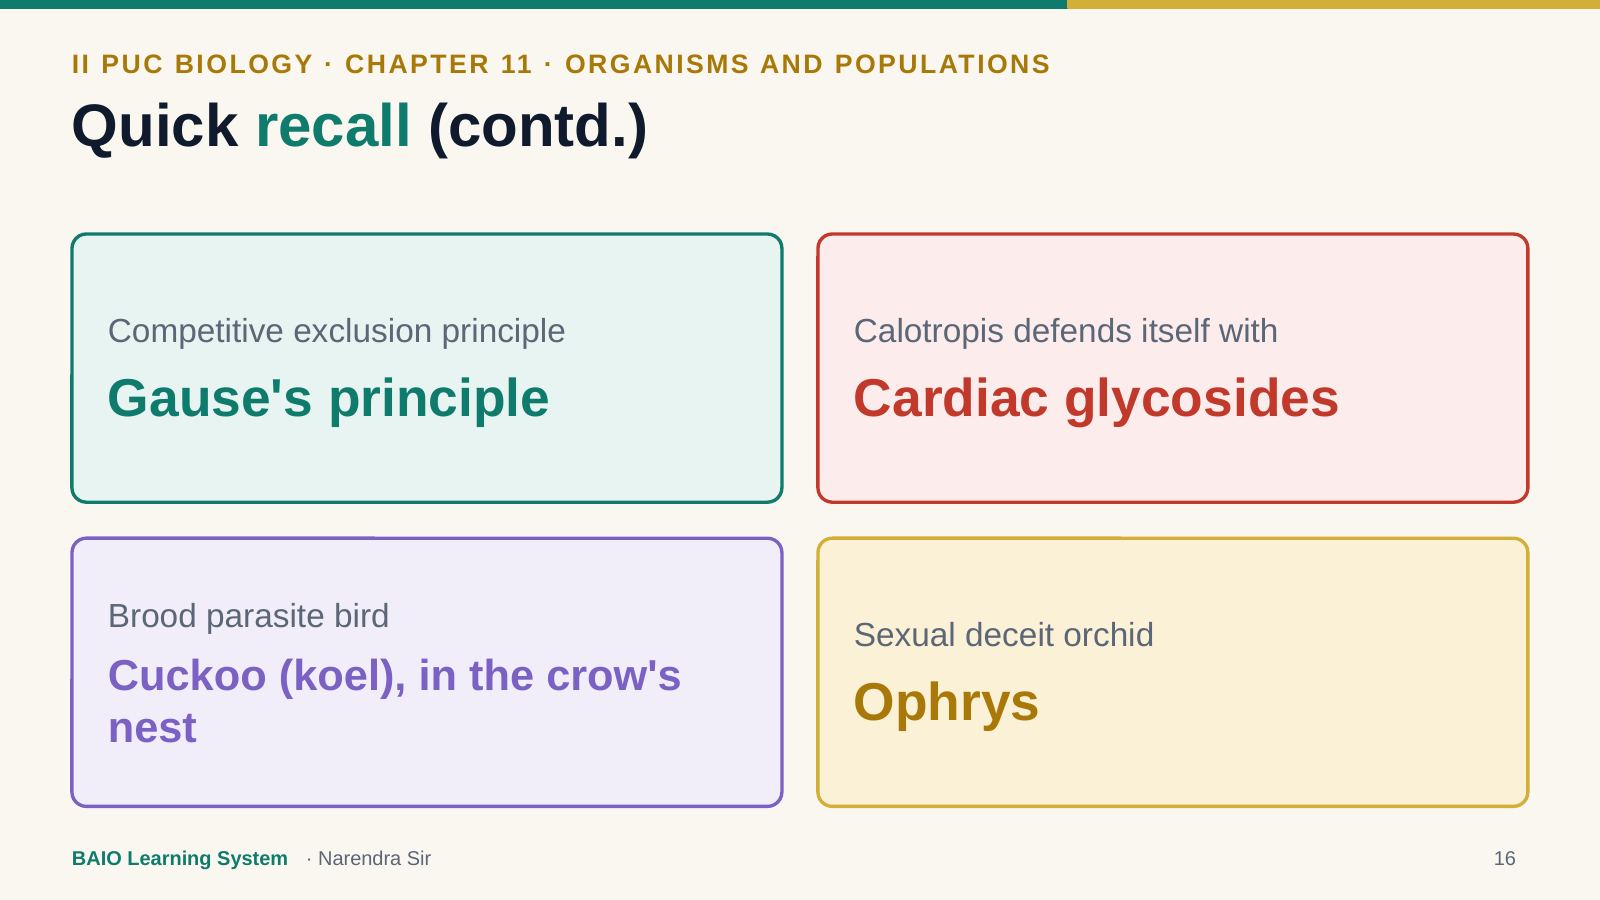 II PUC BIOLOGY · CHAPTER 11 · ORGANISMS AND POPULATIONS
Quick recall (contd.)
Competitive exclusion principle
Gause's principle
Calotropis defends itself with
Cardiac glycosides
Brood parasite bird
Cuckoo (koel), in the crow's
nest
Sexual deceit orchid
Ophrys
BAIO Learning System · Narendra Sir
16